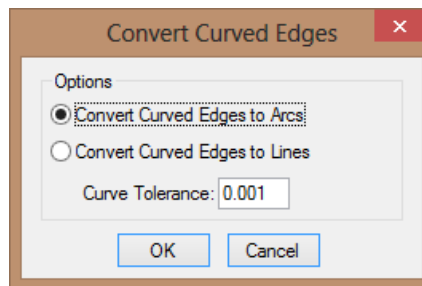 Convert Curved Edges
Options
Convert Curved Edges to Arcs
Convert Curved Edges to Lines
Curve Tolerance: 0.001
OK Cancel